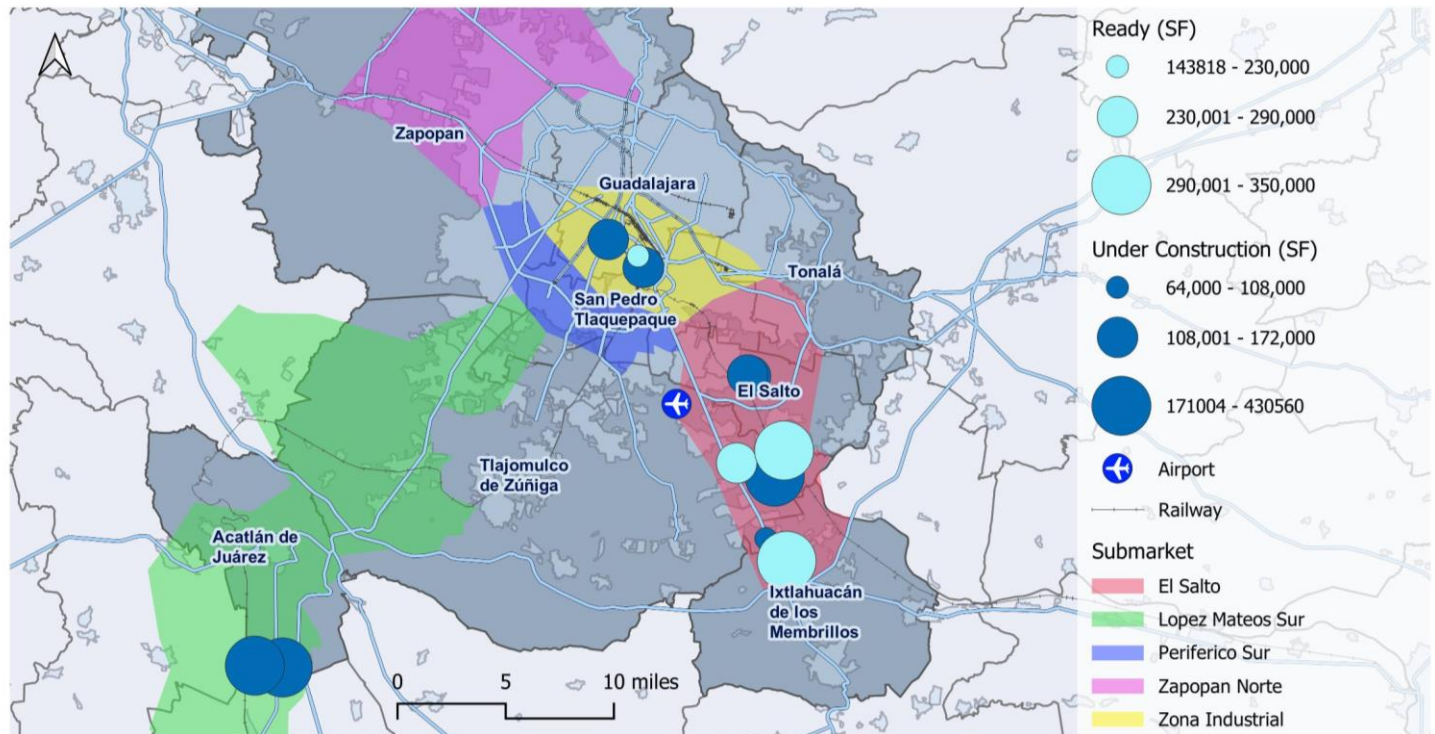 Zapopan
Guadalajara
Tonalá
San Pedro
Tlaquepaque
El Salto
Tlajomulco
de Zúñiga
Acatlán de
Juárez
Ixtlahuacán
de los
Membrillos
0 5 10 miles
Ready (SF)
143818 - 230,000
230,001 - 290,000
290,001 - 350,000
Under Construction (SF)
64,000 - 108,000
108,001 - 172,000
171004 - 430560
Airport
Railway
Submarket
El Salto
Lopez Mateos Sur
Periferico Sur
Zapopan Norte
Zona Industrial